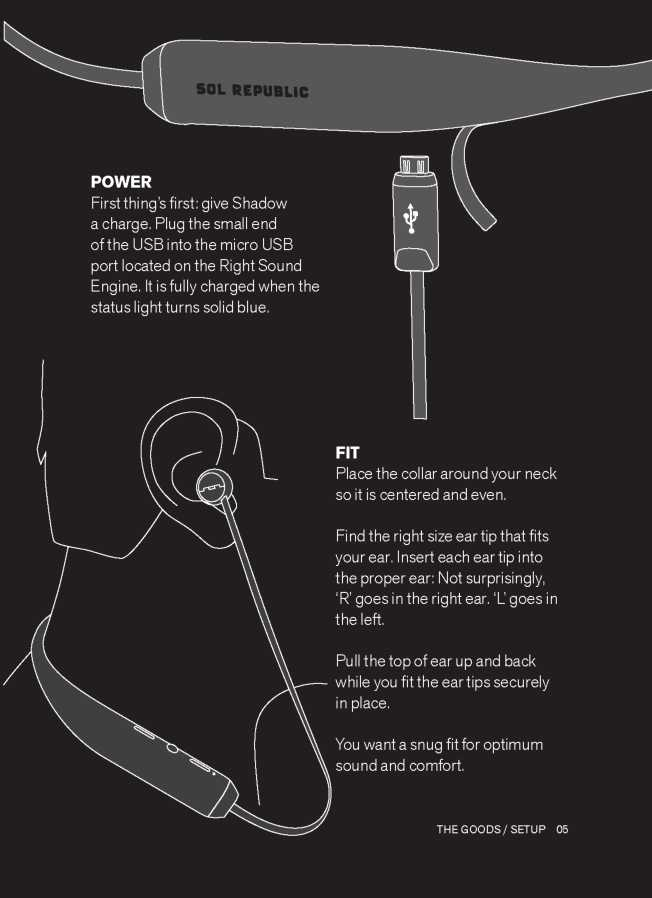 SOL REPUBLIC
POWER
First thing’s first: give Shadow
a charge. Plug the small end
of the USB into the micro USB
port located on the Right Sound
Engine. It is fully charged when the
status light turns solid blue.
FIT
Place the collar around your neck
so it is centered and even.
Find the right size ear tip that fits
your ear. Insert each ear tip into
the proper ear: Not surprisingly,
‘R’ goes in the right ear. ‘L’ goes in
the left.
Pull the top of ear up and back
while you fit the ear tips securely
in place.
You want a snug fit for optimum
sound and comfort.
THE GOODS / SETUP 05